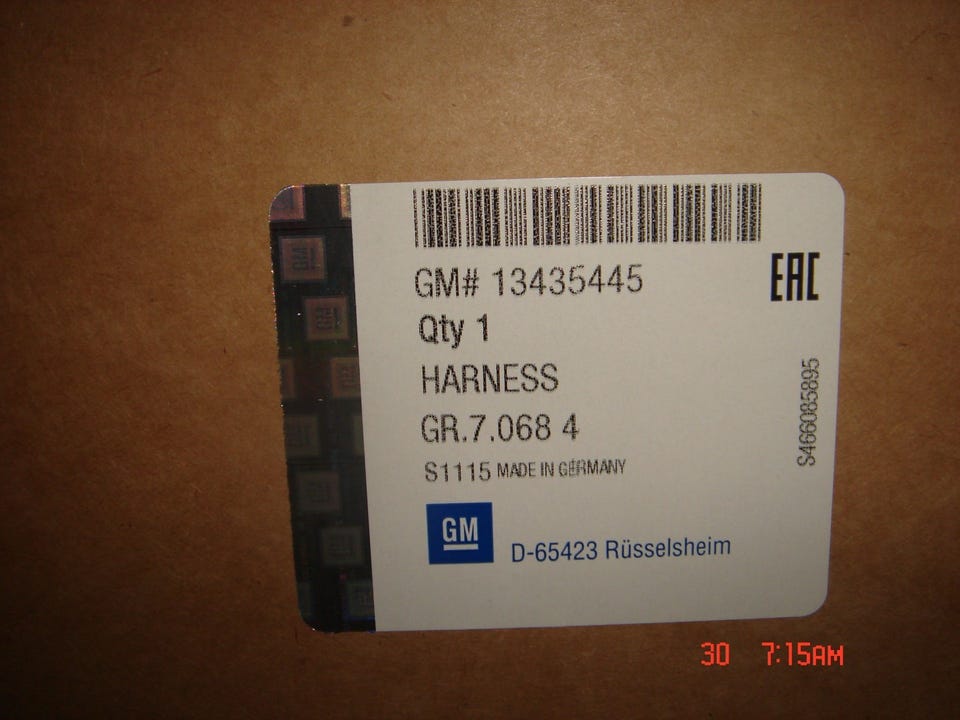 GM# 13435445
EAC
Qty 1
HARNESS
GR.7.068 4
S1115 MADE IN GERMANY
S466085895
GM
D-65423 Rüsselsheim
30 7:15AM